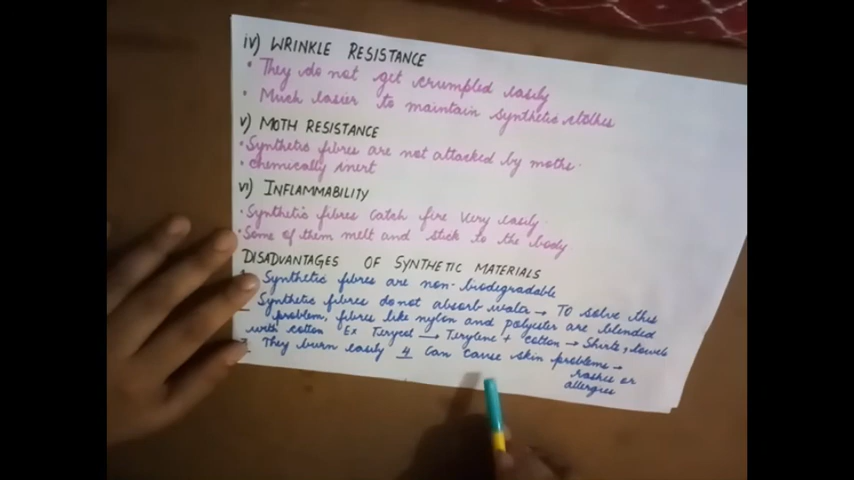 iv) WRINKLE RESISTANCE
• They do not get crumpled easily
• Much easier to maintain synthetic clothes
v) MOTH RESISTANCE
• Synthetic fibres are not attacked by moths.
• chemically inert
vi) INFLAMMABILITY
• Synthetic fibres catch fire very easily.
• Some of them melt and stick to the body
DISADVANTAGES OF SYNTHETIC MATERIALS
Synthetic fibres are non-biodegradable
Synthetic fibres do not absorb → TO solve this
problem, fibres like nylon and polyester are blended
with cotton Ex Terycot → Terylene + cotton → Shirts, towels
3 They burn easily 4 Can cause skin problems →
rashes or
allergies